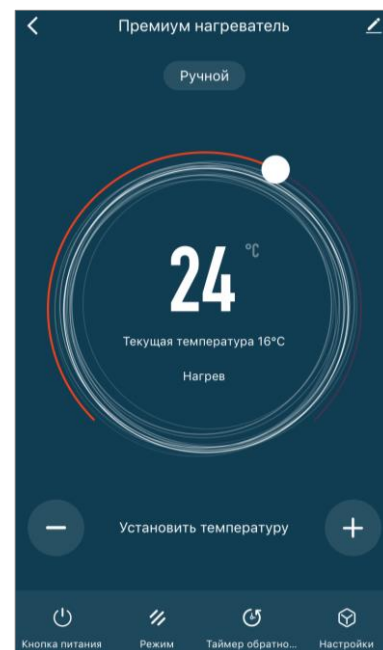 Премиум нагреватель
Ручной
24 °C
Текущая температура 16°C
Нагрев
Установить температуру
Кнопка питания Режим Таймер обратно... Настройки